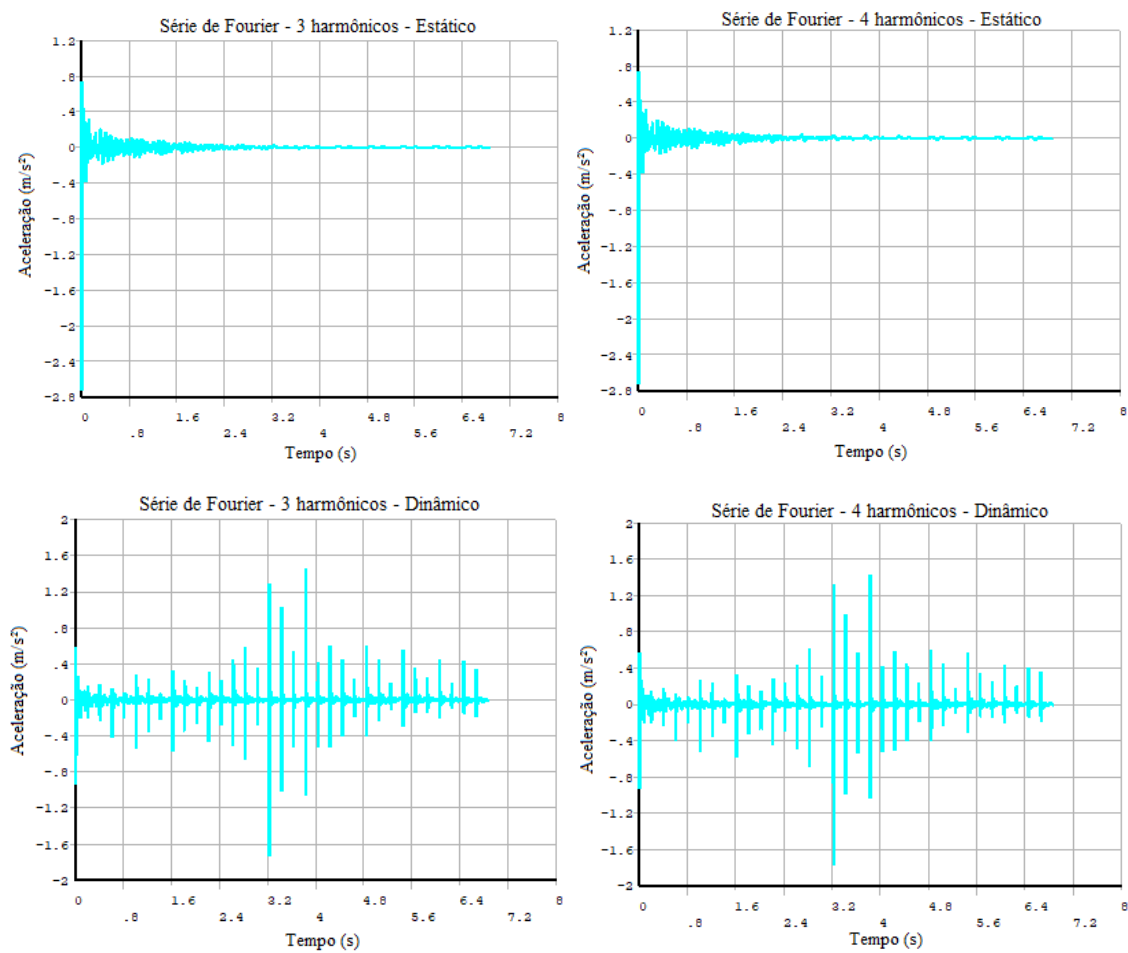 Série de Fourier - 3 harmônicos - Estático
1.2
.8
.4
0
-.4
-.8
-1.2
-1.6
-2
-2.4
-2.8
Aceleração (m/s²)
0 1.6 3.2 4.8 6.4 8
.8 2.4 4 5.6 7.2
Tempo (s)
Série de Fourier - 4 harmônicos - Estático
1.2
.8
.4
0
-.4
-.8
-1.2
-1.6
-2
-2.4
-2.8
Aceleração (m/s²)
0 1.6 3.2 4.8 6.4 8
.8 2.4 4 5.6 7.2
Tempo (s)
Série de Fourier - 3 harmônicos - Dinâmico
2
1.6
1.2
.8
.4
0
-.4
-.8
-1.2
-1.6
-2
Aceleração (m/s²)
0 1.6 3.2 4.8 6.4 8
.8 2.4 4 5.6 7.2
Tempo (s)
Série de Fourier - 4 harmônicos - Dinâmico
2
1.6
1.2
.8
.4
0
-.4
-.8
-1.2
-1.6
-2
Aceleração (m/s²)
0 1.6 3.2 4.8 6.4 8
.8 2.4 4 5.6 7.2
Tempo (s)